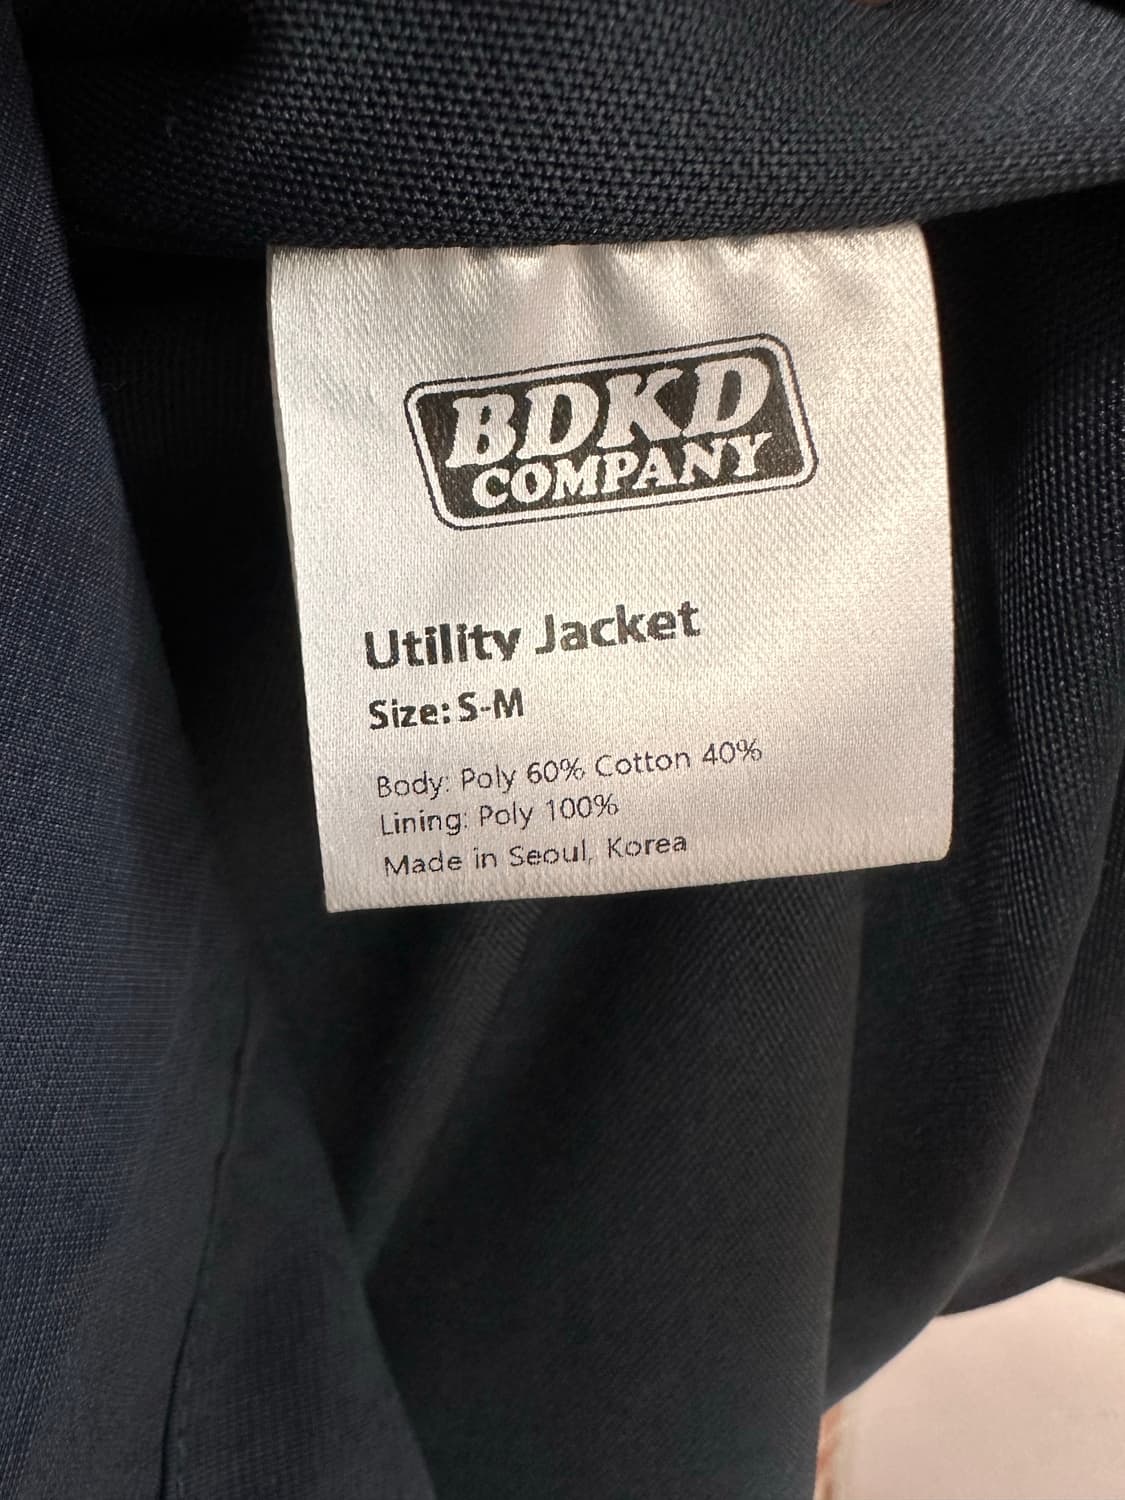 BDKD
COMPANY
Utility Jacket
Size: S-M
Body: Poly 60% Cotton 40%
Lining: Poly 100%
Made in Seoul, Korea